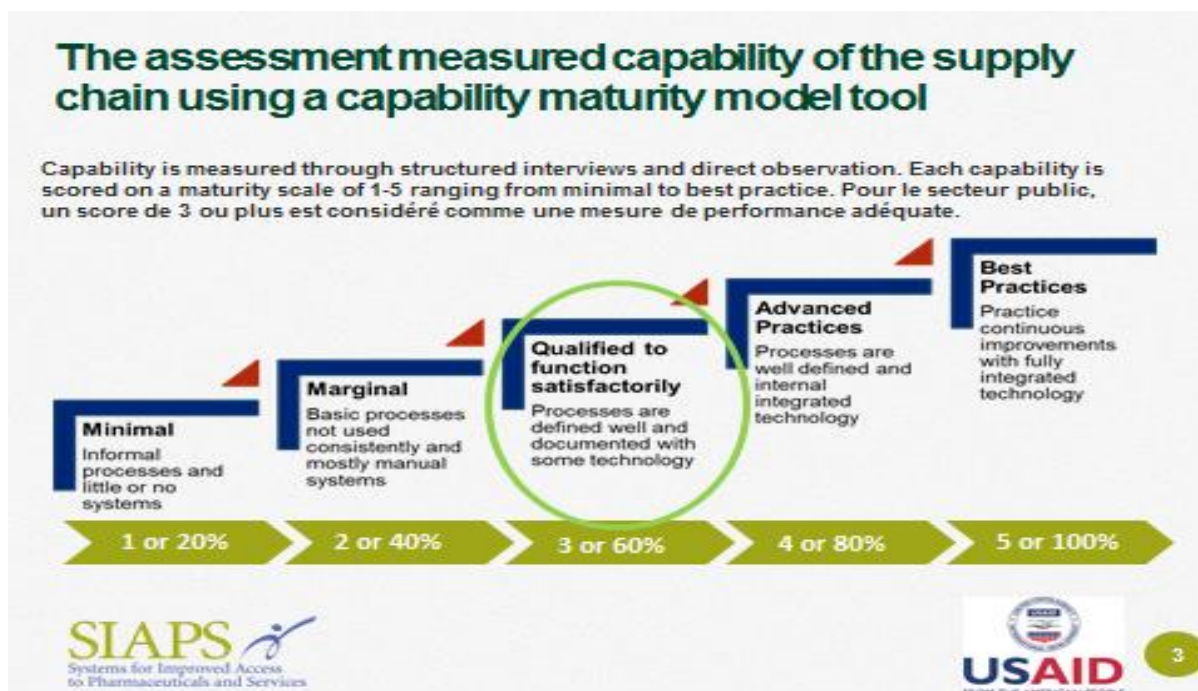 The assessment measured capability of the supply
chain using a capability maturity model tool
Capability is measured through structured interviews and direct observation. Each capability is
scored on a maturity scale of 1-5 ranging from minimal to best practice. Pour le secteur public,
un score de 3 ou plus est considéré comme une mesure de performance adéquate.
Minimal
Informal
processes and
little or no
systems
Marginal
Basic processes
not used
consistently and
mostly manual
systems
Qualified to
function
satisfactorily
Processes are
defined well and
documented with
some technology
Advanced
Practices
Processes are
well defined and
internal
integrated
technology
Best
Practices
Practice
continuous
improvements
with fully
integrated
technology
1 or 20%
2 or 40%
3 or 60%
4 or 80%
5 or 100%
SIAPS
Systems for Improved Access
to Pharmaceuticals and Services
USAID
3